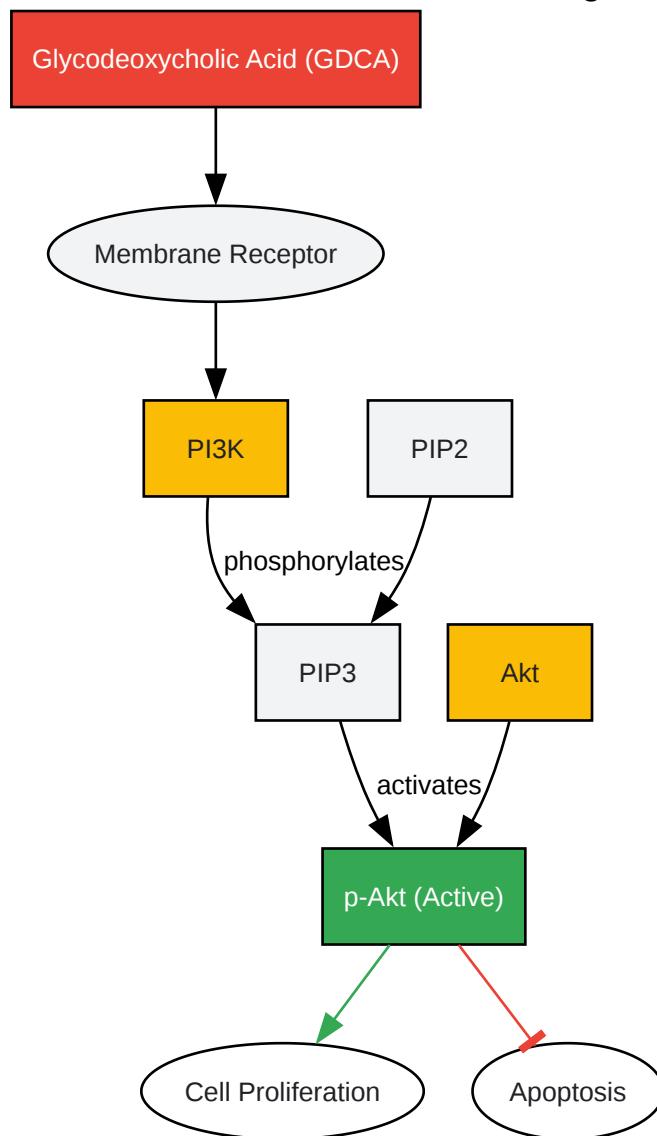 Glycodeoxycholic Acid (GDCA)
Membrane Receptor
PI3K
PIP2
phosphorylates
PIP3
Akt
activates
p-Akt (Active)
Cell Proliferation
Apoptosis